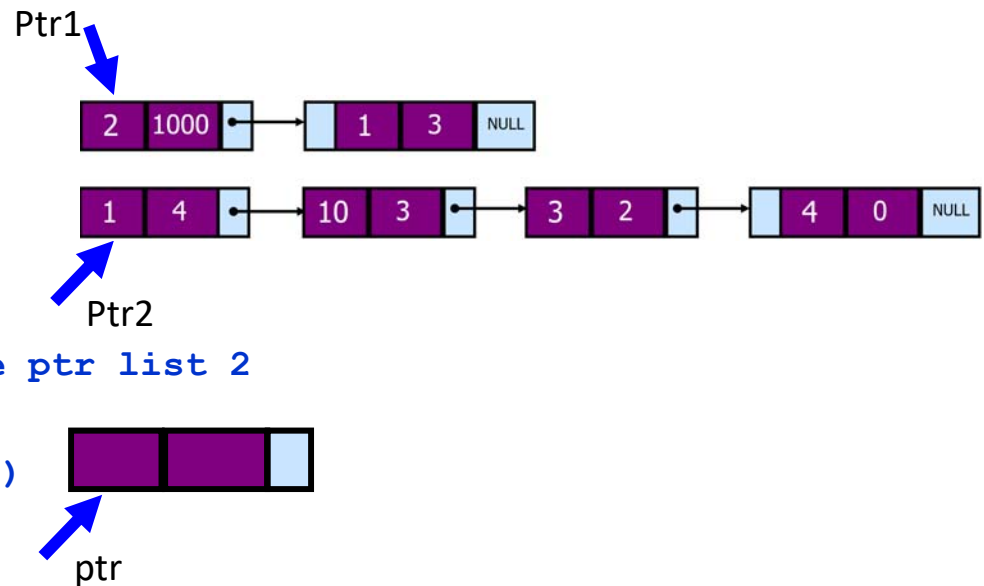 Ptr1
2 1000 1 3 NULL
1 4 10 3 3 2 4 0 NULL
Ptr2
e ptr list 2
)
ptr